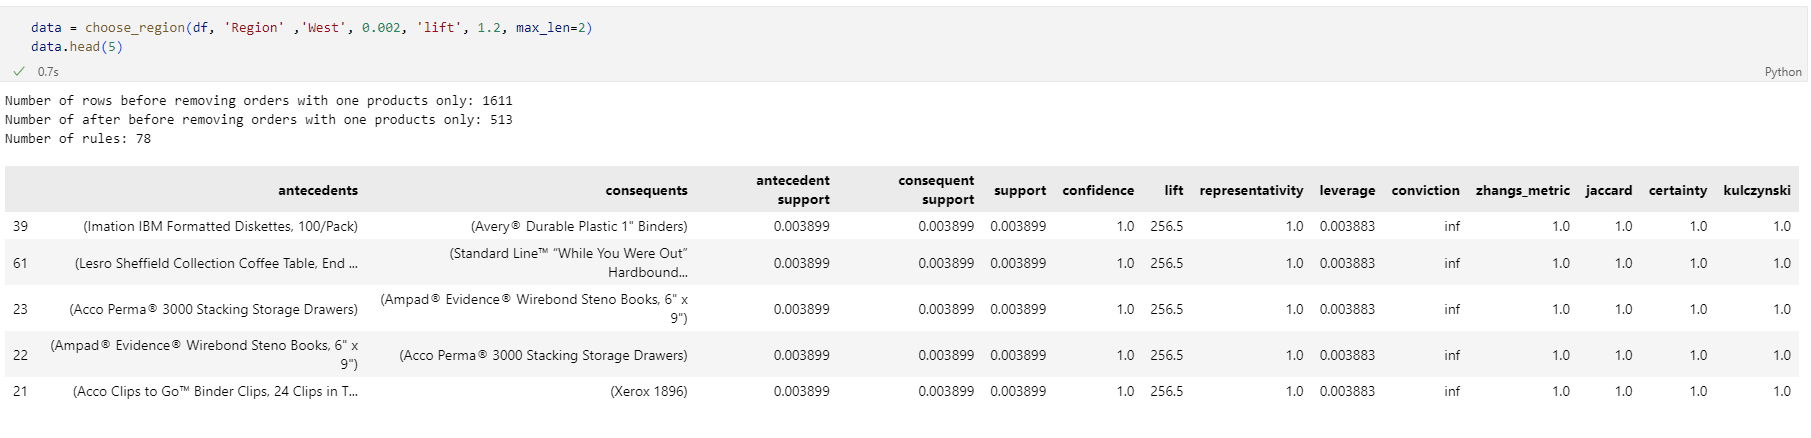 data = choose_region(df, 'Region' ,'West', 0.002, 'lift', 1.2, max_len=2)
data.head(5)
✓ 0.7s Python
Number of rows before removing orders with one products only: 1611
Number of after before removing orders with one products only: 513
Number of rules: 78
antecedents consequents antecedent support consequent support support confidence lift representativity leverage conviction zhangs_metric jaccard certainty kulczynski
39 (Imation IBM Formatted Diskettes, 100/Pack) (Avery® Durable Plastic 1" Binders) 0.003899 0.003899 0.003899 1.0 256.5 1.0 0.003883 inf 1.0 1.0 1.0 1.0
61 (Lesro Sheffield Collection Coffee Table, End ... (Standard Line™ “While You Were Out” Hardbound... 0.003899 0.003899 0.003899 1.0 256.5 1.0 0.003883 inf 1.0 1.0 1.0 1.0
23 (Acco Perma® 3000 Stacking Storage Drawers) (Ampad® Evidence® Wirebond Steno Books, 6" x 9") 0.003899 0.003899 0.003899 1.0 256.5 1.0 0.003883 inf 1.0 1.0 1.0 1.0
22 (Ampad® Evidence® Wirebond Steno Books, 6" x 9") (Acco Perma® 3000 Stacking Storage Drawers) 0.003899 0.003899 0.003899 1.0 256.5 1.0 0.003883 inf 1.0 1.0 1.0 1.0
21 (Acco Clips to Go™ Binder Clips, 24 Clips in T... (Xerox 1896) 0.003899 0.003899 0.003899 1.0 256.5 1.0 0.003883 inf 1.0 1.0 1.0 1.0